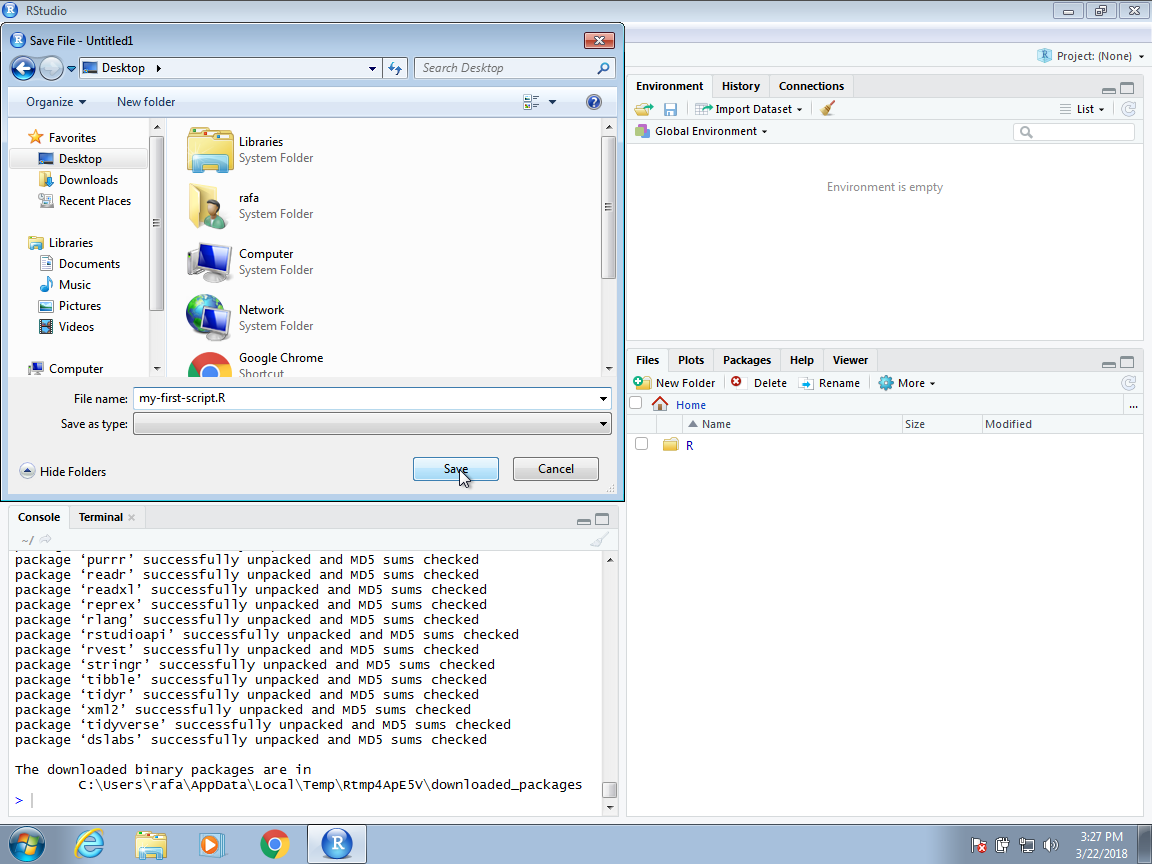 RStudio
Save File - Untitled1
Desktop
Search Desktop
Organize
New folder
Favorites
Desktop
Downloads
Recent Places
Libraries
Documents
Music
Pictures
Videos
Computer
Libraries
System Folder
rafa
System Folder
Computer
System Folder
Network
System Folder
Google Chrome
Shortcut
File name: my-first-script.R
Save as type:
Hide Folders
Save
Cancel
Project: (None)
Environment History Connections
Import Dataset
List
Global Environment
Environment is empty
Files Plots Packages Help Viewer
New Folder Delete Rename More
Home
...
Name Size Modified
R
Console Terminal
~/
package ‘purrr’ successfully unpacked and MD5 sums checked
package ‘readr’ successfully unpacked and MD5 sums checked
package ‘readxl’ successfully unpacked and MD5 sums checked
package ‘reprex’ successfully unpacked and MD5 sums checked
package ‘rlang’ successfully unpacked and MD5 sums checked
package ‘rstudioapi’ successfully unpacked and MD5 sums checked
package ‘rvest’ successfully unpacked and MD5 sums checked
package ‘stringr’ successfully unpacked and MD5 sums checked
package ‘tibble’ successfully unpacked and MD5 sums checked
package ‘tidyr’ successfully unpacked and MD5 sums checked
package ‘xml2’ successfully unpacked and MD5 sums checked
package ‘tidyverse’ successfully unpacked and MD5 sums checked
package ‘dslabs’ successfully unpacked and MD5 sums checked
The downloaded binary packages are in
C:\Users\rafa\AppData\Local\Temp\Rtmp4ApE5V\downloaded_packages
>
3:27 PM
3/22/2018